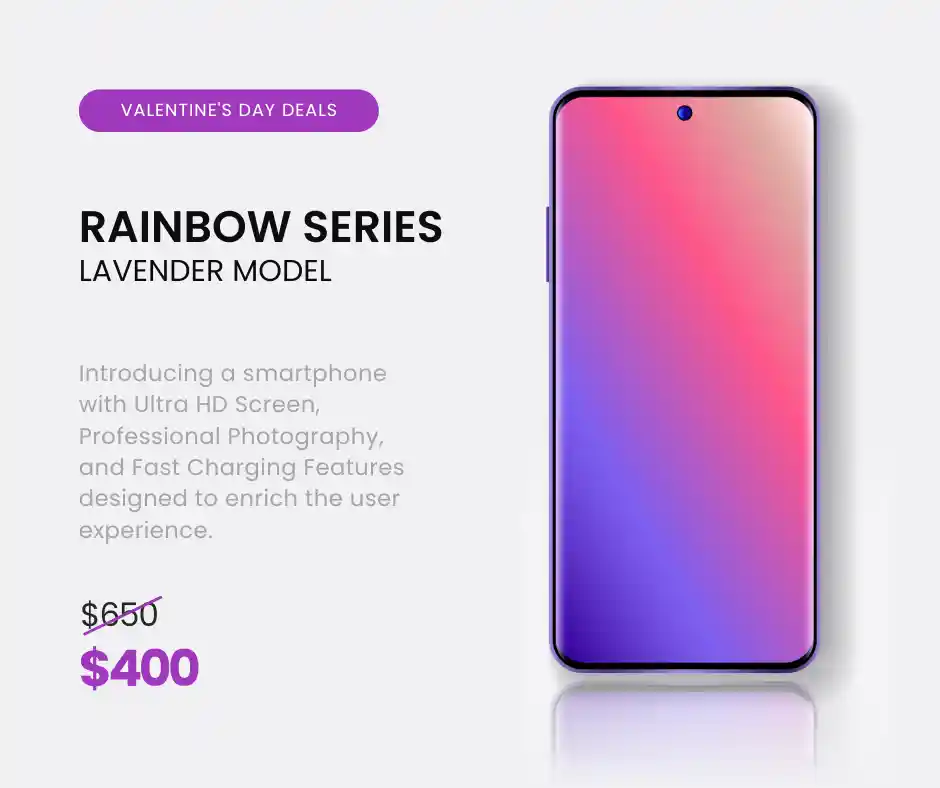 VALENTINE'S DAY DEALS
RAINBOW SERIES
LAVENDER MODEL
Introducing a smartphone
with Ultra HD Screen,
Professional Photography,
and Fast Charging Features
designed to enrich the user
experience.
$650
$400